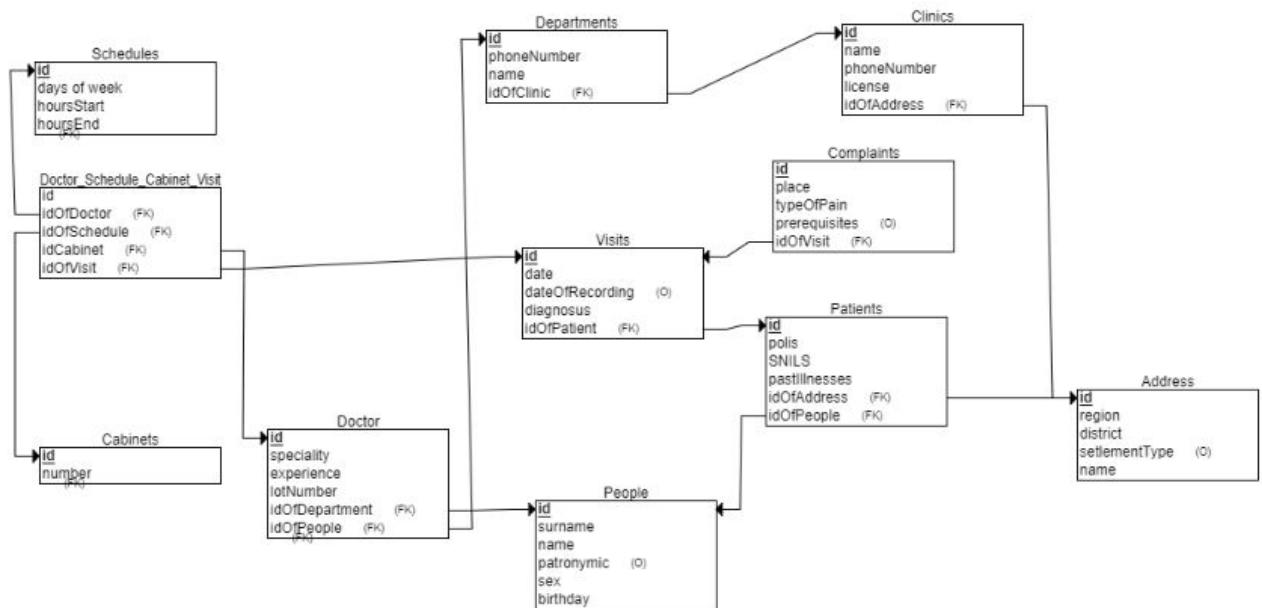 Schedules
id
days of week
hoursStart
hoursEnd
(FK)
Departments
id
phoneNumber
name
idOfClinic (FK)
Clinics
id
name
phoneNumber
license
idOfAddress (FK)
Doctor_Schedule_Cabinet_Visit
id
idOfDoctor (FK)
idOfSchedule (FK)
idCabinet (FK)
idOfVisit (FK)
Complaints
id
place
typeOfPain
prerequisites (O)
idOfVisit (FK)
Visits
id
date
dateOfRecording (O)
diagnosus
idOfPatient (FK)
Patients
id
polis
SNILS
pastIllnesses
idOfAddress (FK)
idOfPeople (FK)
Address
id
region
district
setlementType (O)
name
Cabinets
id
number
(FK)
Doctor
id
speciality
experience
lotNumber
idOfDepartment (FK)
idOfPeople (FK)
(FK)
People
id
surname
name
patronymic (O)
sex
birthday